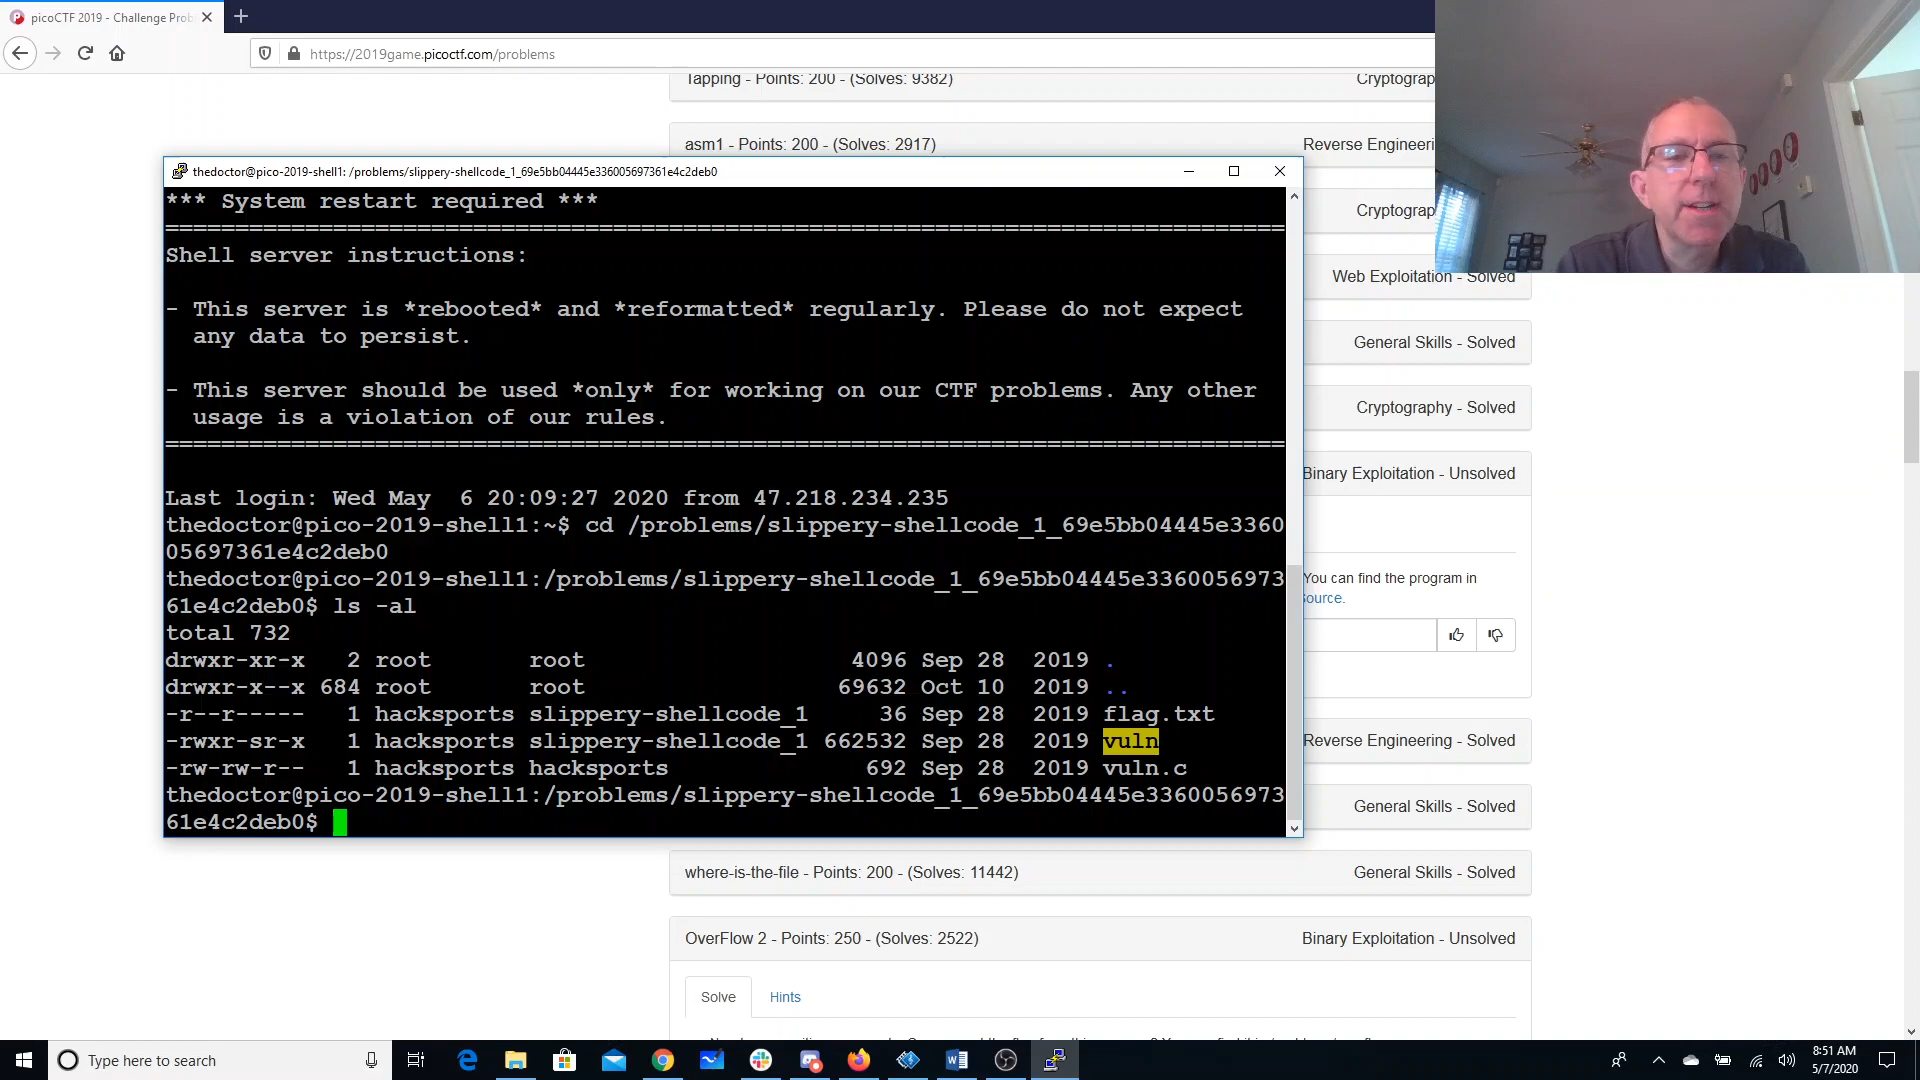 picoCTF 2019 - Challenge Prob
https://2019game.picoctf.com/problems
Tapping - Points: 200 - (Solves: 9382)
Cryptograp
asm1 - Points: 200 - (Solves: 2917)
Reverse Engineeri
thedoctor@pico-2019-shell1: /problems/slippery-shellcode_1_69e5bb04445e336005697361e4c2deb0
*** System restart required ***
Cryptograp
Shell server instructions:
Web Exploitation - Solved
- This server is *rebooted* and *reformatted* regularly. Please do not expect
any data to persist.
General Skills - Solved
- This server should be used *only* for working on our CTF problems. Any other
usage is a violation of our rules.
Cryptography - Solved
Binary Exploitation - Unsolved
Last login: Wed May  6 20:09:27 2020 from 47.218.234.235
thedoctor@pico-2019-shell1:~$ cd /problems/slippery-shellcode_1_69e5bb04445e3360
05697361e4c2deb0
thedoctor@pico-2019-shell1:/problems/slippery-shellcode_1_69e5bb04445e3360056973
You can find the program in
61e4c2deb0$ ls -al
Source.
total 732
drwxr-xr-x   2 root       root                   4096 Sep 28  2019 .
drwxr-x--x 684 root       root                  69632 Oct 10  2019 ..
-r--r-----   1 hacksports slippery-shellcode_1     36 Sep 28  2019 flag.txt
-rwxr-sr-x   1 hacksports slippery-shellcode_1 662532 Sep 28  2019 vuln
Reverse Engineering - Solved
-rw-rw-r--   1 hacksports hacksports              692 Sep 28  2019 vuln.c
thedoctor@pico-2019-shell1:/problems/slippery-shellcode_1_69e5bb04445e3360056973
61e4c2deb0$
General Skills - Solved
where-is-the-file - Points: 200 - (Solves: 11442)
General Skills - Solved
OverFlow 2 - Points: 250 - (Solves: 2522)
Binary Exploitation - Unsolved
Solve
Hints
Type here to search
8:51 AM
5/7/2020